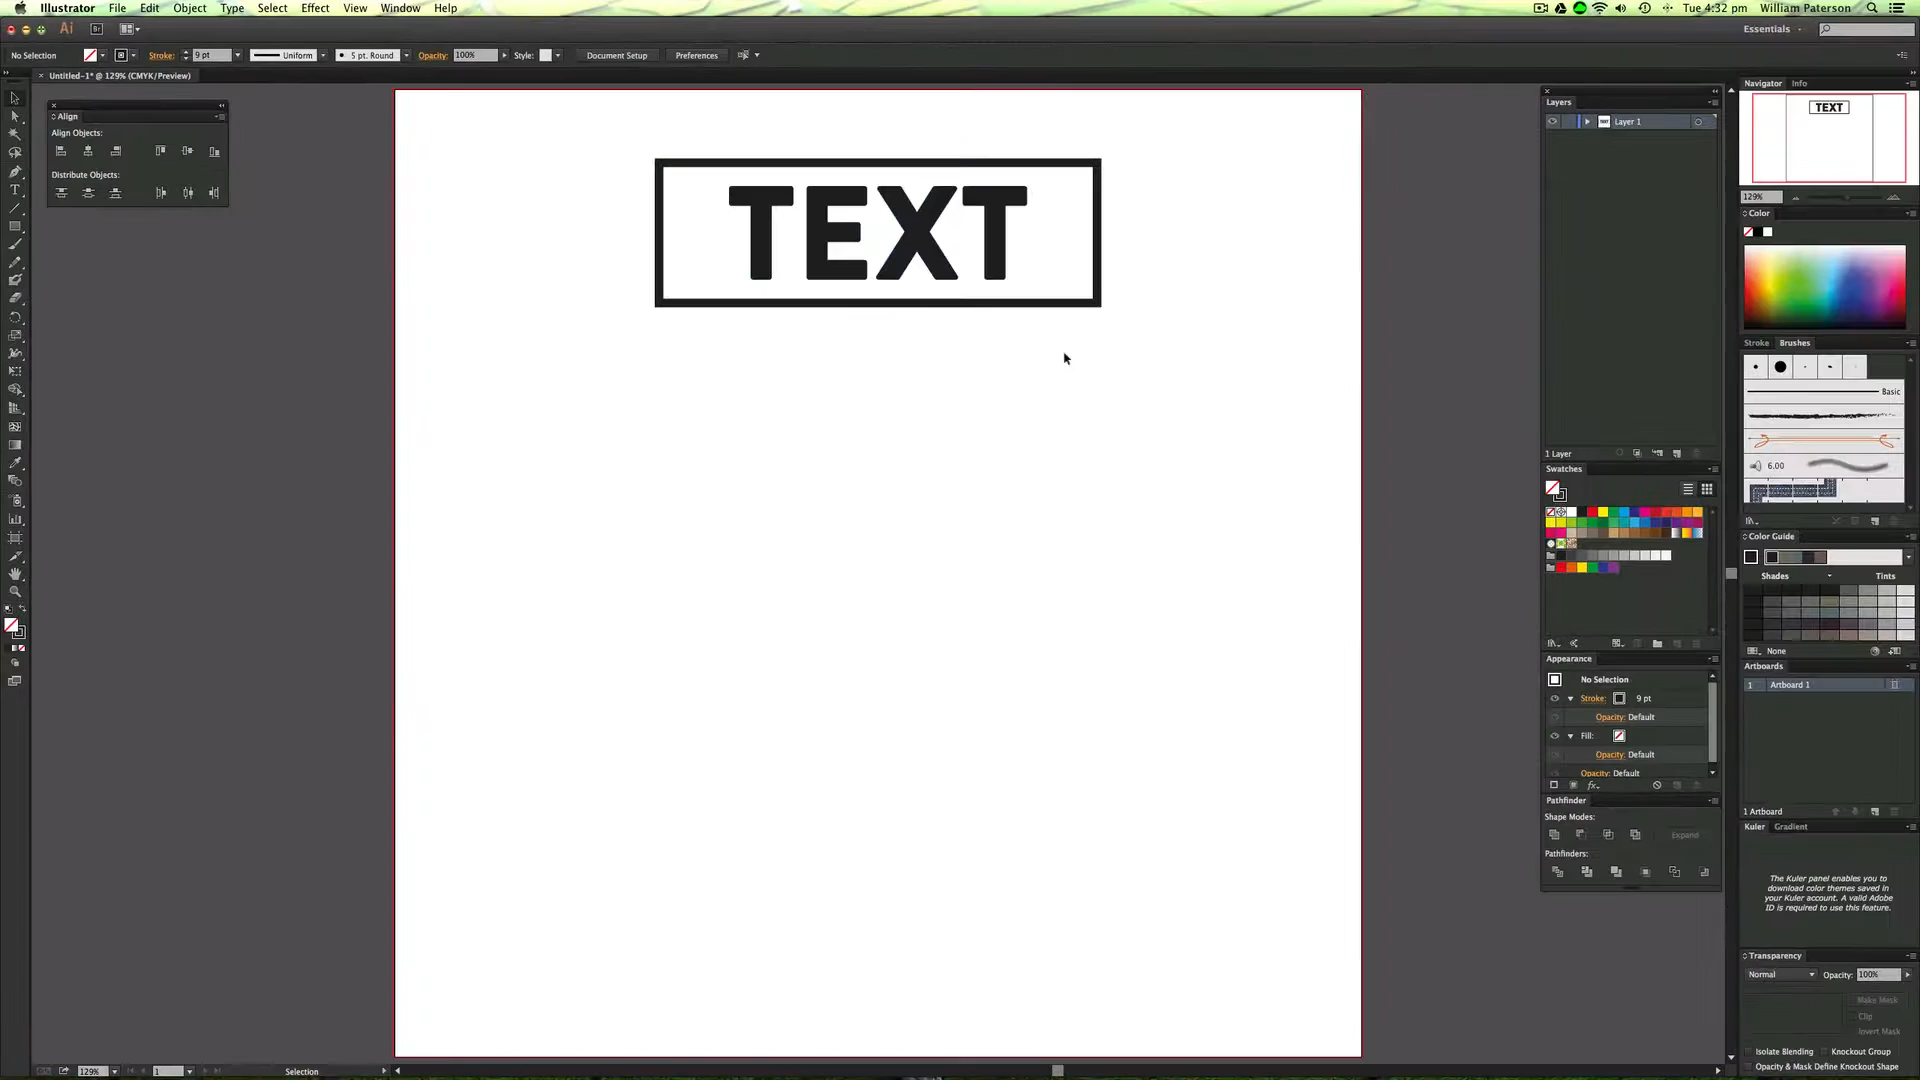 Illustrator File Edit Object Type Select Effect View Window Help
Tue 4:32 pm William Paterson
Ai Br
Essentials
No Selection Stroke: 9 pt Uniform 5 pt. Round Opacity: 100% Style: Document Setup Preferences
Untitled-1* @ 129% (CMYK/Preview)
Align
Align Objects:
Distribute Objects:
TEXT
Layers
Layer 1
1 Layer
Swatches
Appearance
No Selection
Stroke: 9 pt
Opacity: Default
Fill:
Opacity: Default
Opacity: Default
fx
Pathfinder
Shape Modes:
Expand
Pathfinders:
Navigator Info
TEXT
129%
Color
Stroke Brushes
Basic
6.00
Color Guide
Shades Tints
None
Artboards
1 Artboard 1
1 Artboard
Kuler Gradient
The Kuler panel enables you to
download color themes saved in
your Kuler account. A valid Adobe
ID is required to use this feature.
Transparency
Normal Opacity: 100%
Make Mask
Clip
Invert Mask
Isolate Blending Knockout Group
Opacity & Mask Define Knockout Shape
129% 1 Selection